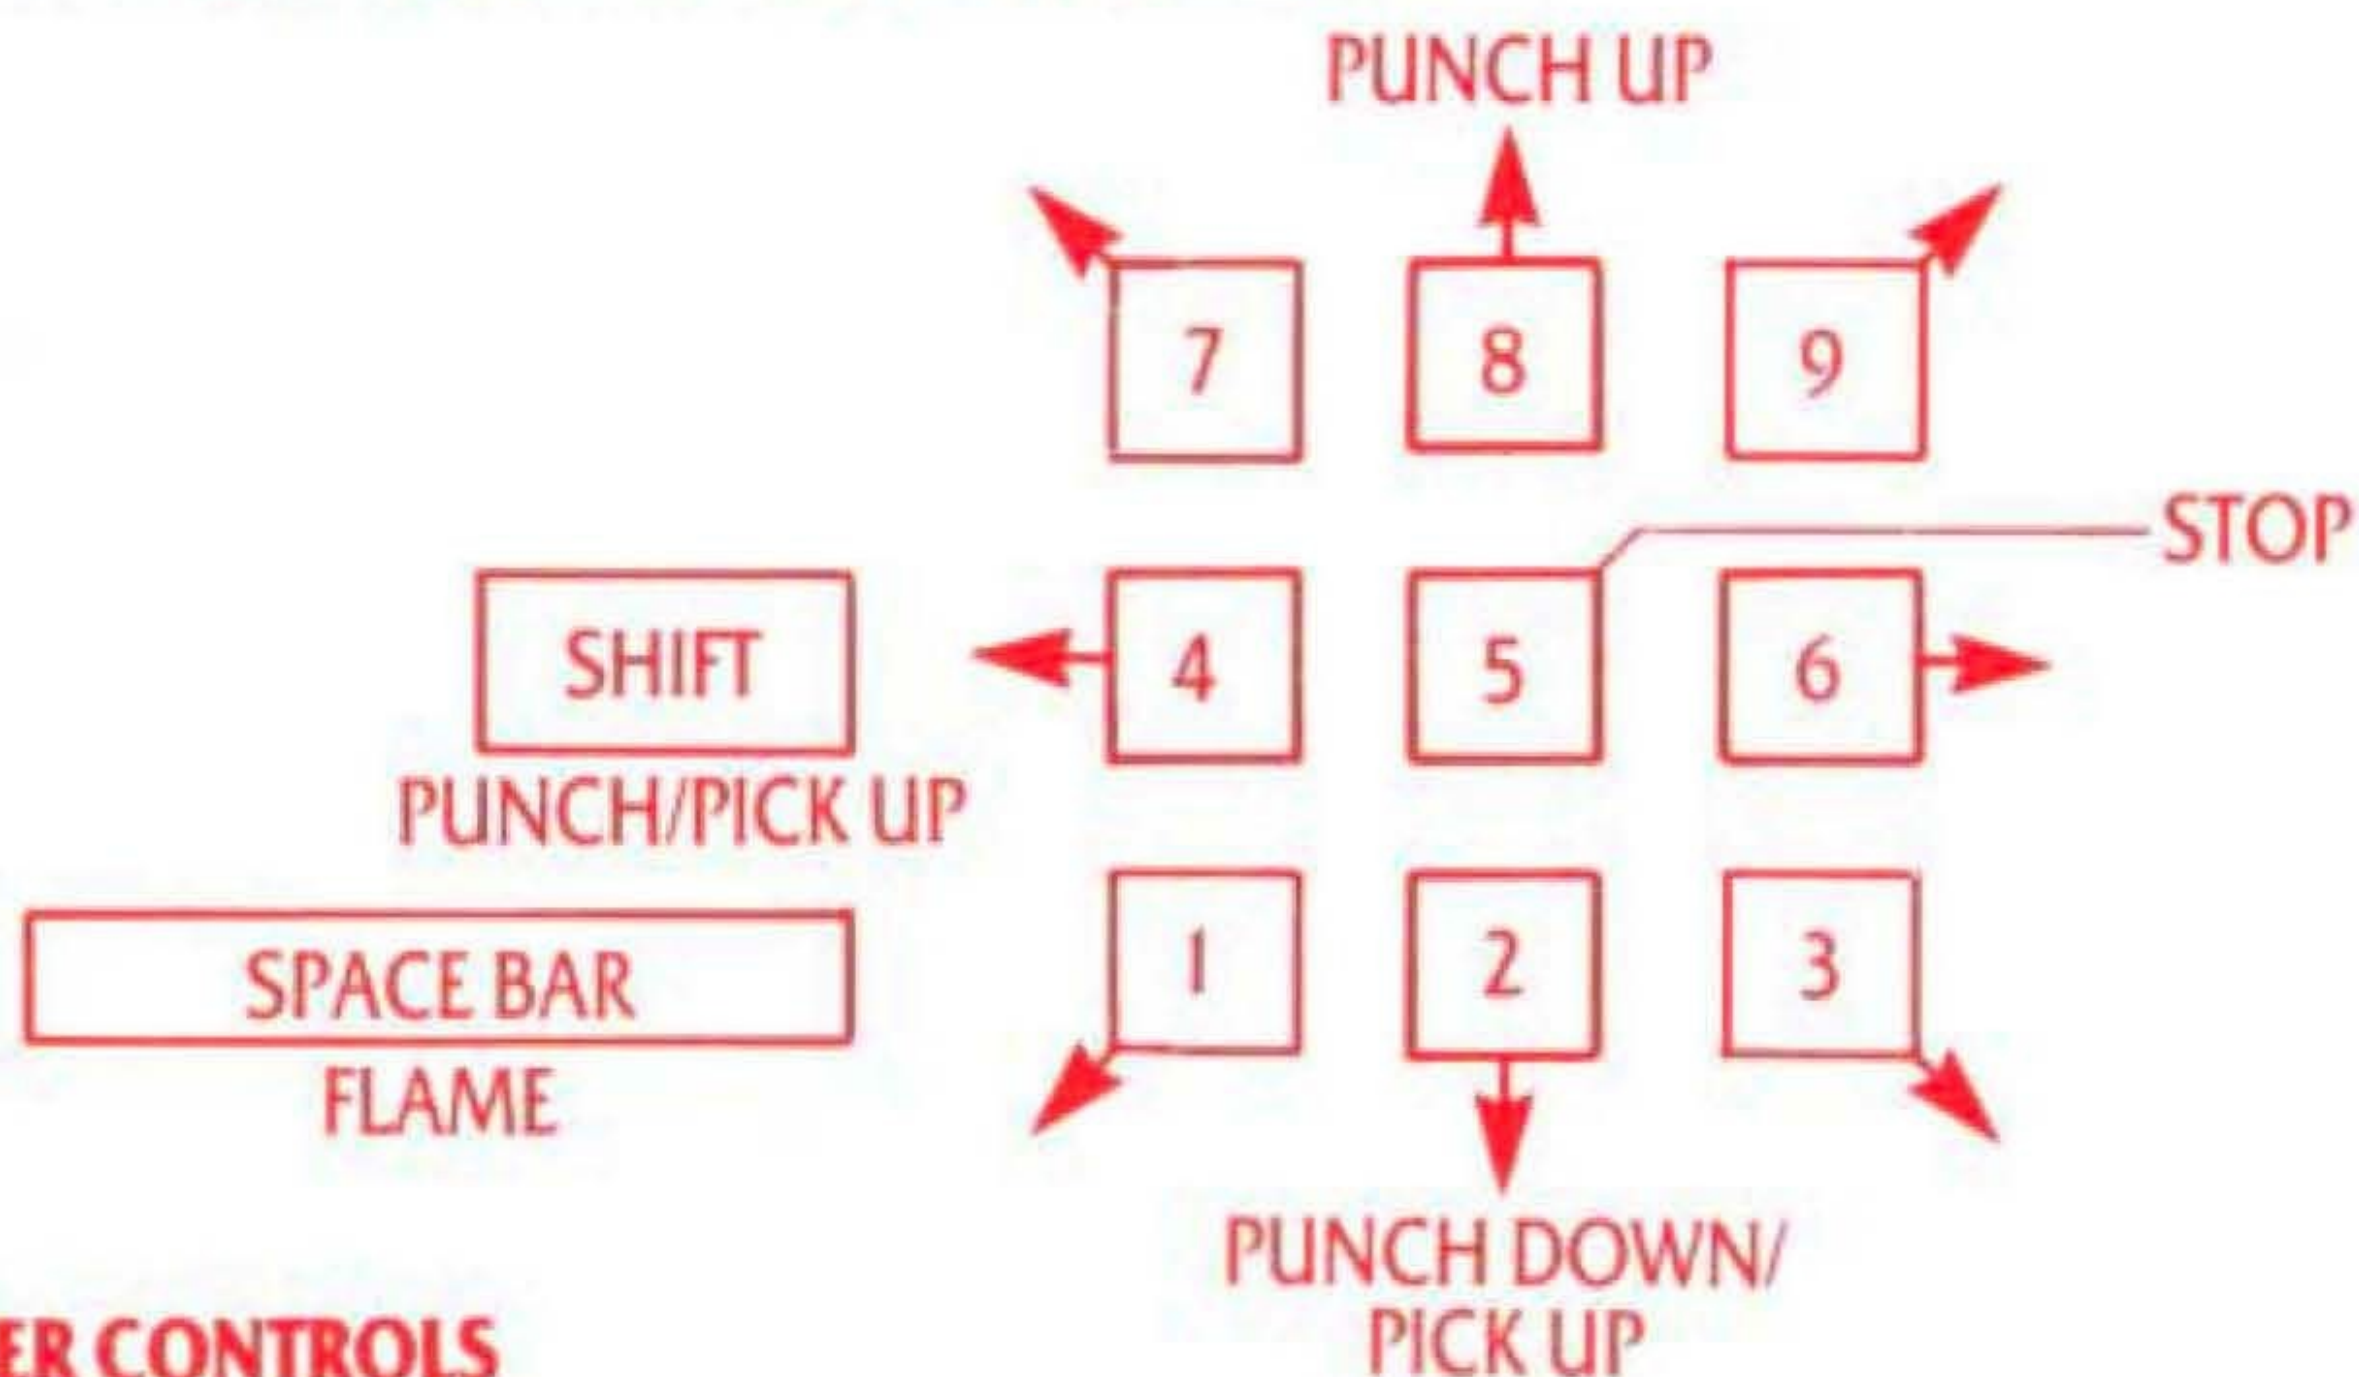 PUNCH UP
7 8 9
STOP
SHIFT 4 5 6
PUNCH/PICK UP
1 2 3
SPACE BAR
FLAME
PUNCH DOWN/
PICK UP
CONTROLS